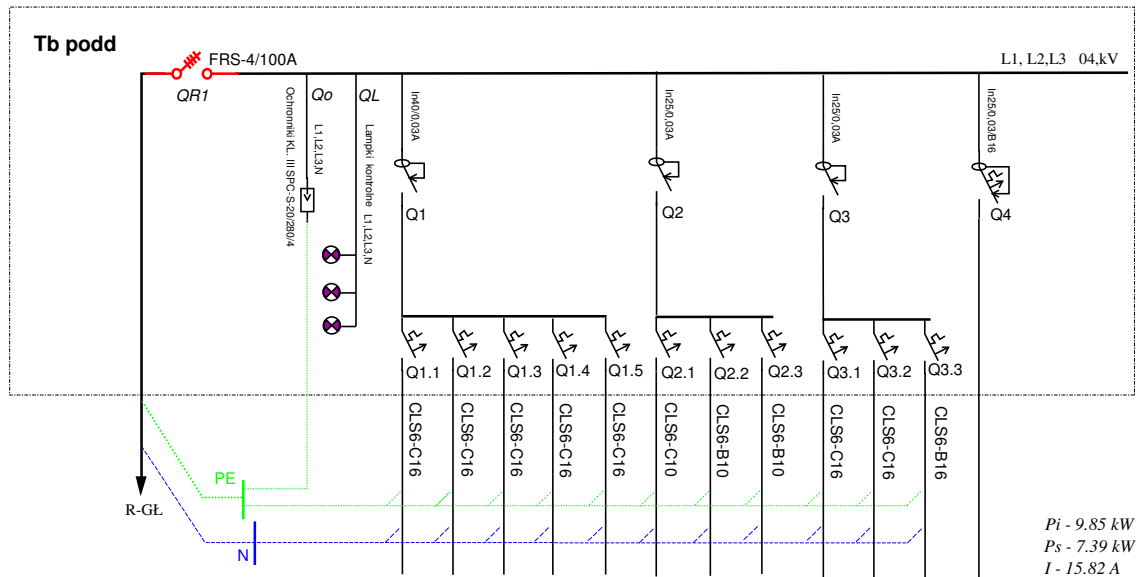 Tb podd
FRS-4/100A
L1, L2,L3 04,kV
QR1
Qo
QL
Ochronniki KL. III SPC-S-20/280/4
L1,L2,L3,N
Lampki kontrolne L1,L2,L3,N
In40/0,03A
In25/0,03A
In25/0,03A
In25/0,03/B16
Q1
Q2
Q3
Q4
Q1.1
Q1.2
Q1.3
Q1.4
Q1.5
Q2.1
Q2.2
Q2.3
Q3.1
Q3.2
Q3.3
CLS6-C16
CLS6-C16
CLS6-C16
CLS6-C16
CLS6-C16
CLS6-C10
CLS6-B10
CLS6-B10
CLS6-C16
CLS6-C16
CLS6-B16
PE
R-GŁ
N
Pi - 9.85 kW
Ps - 7.39 kW
I - 15.82 A